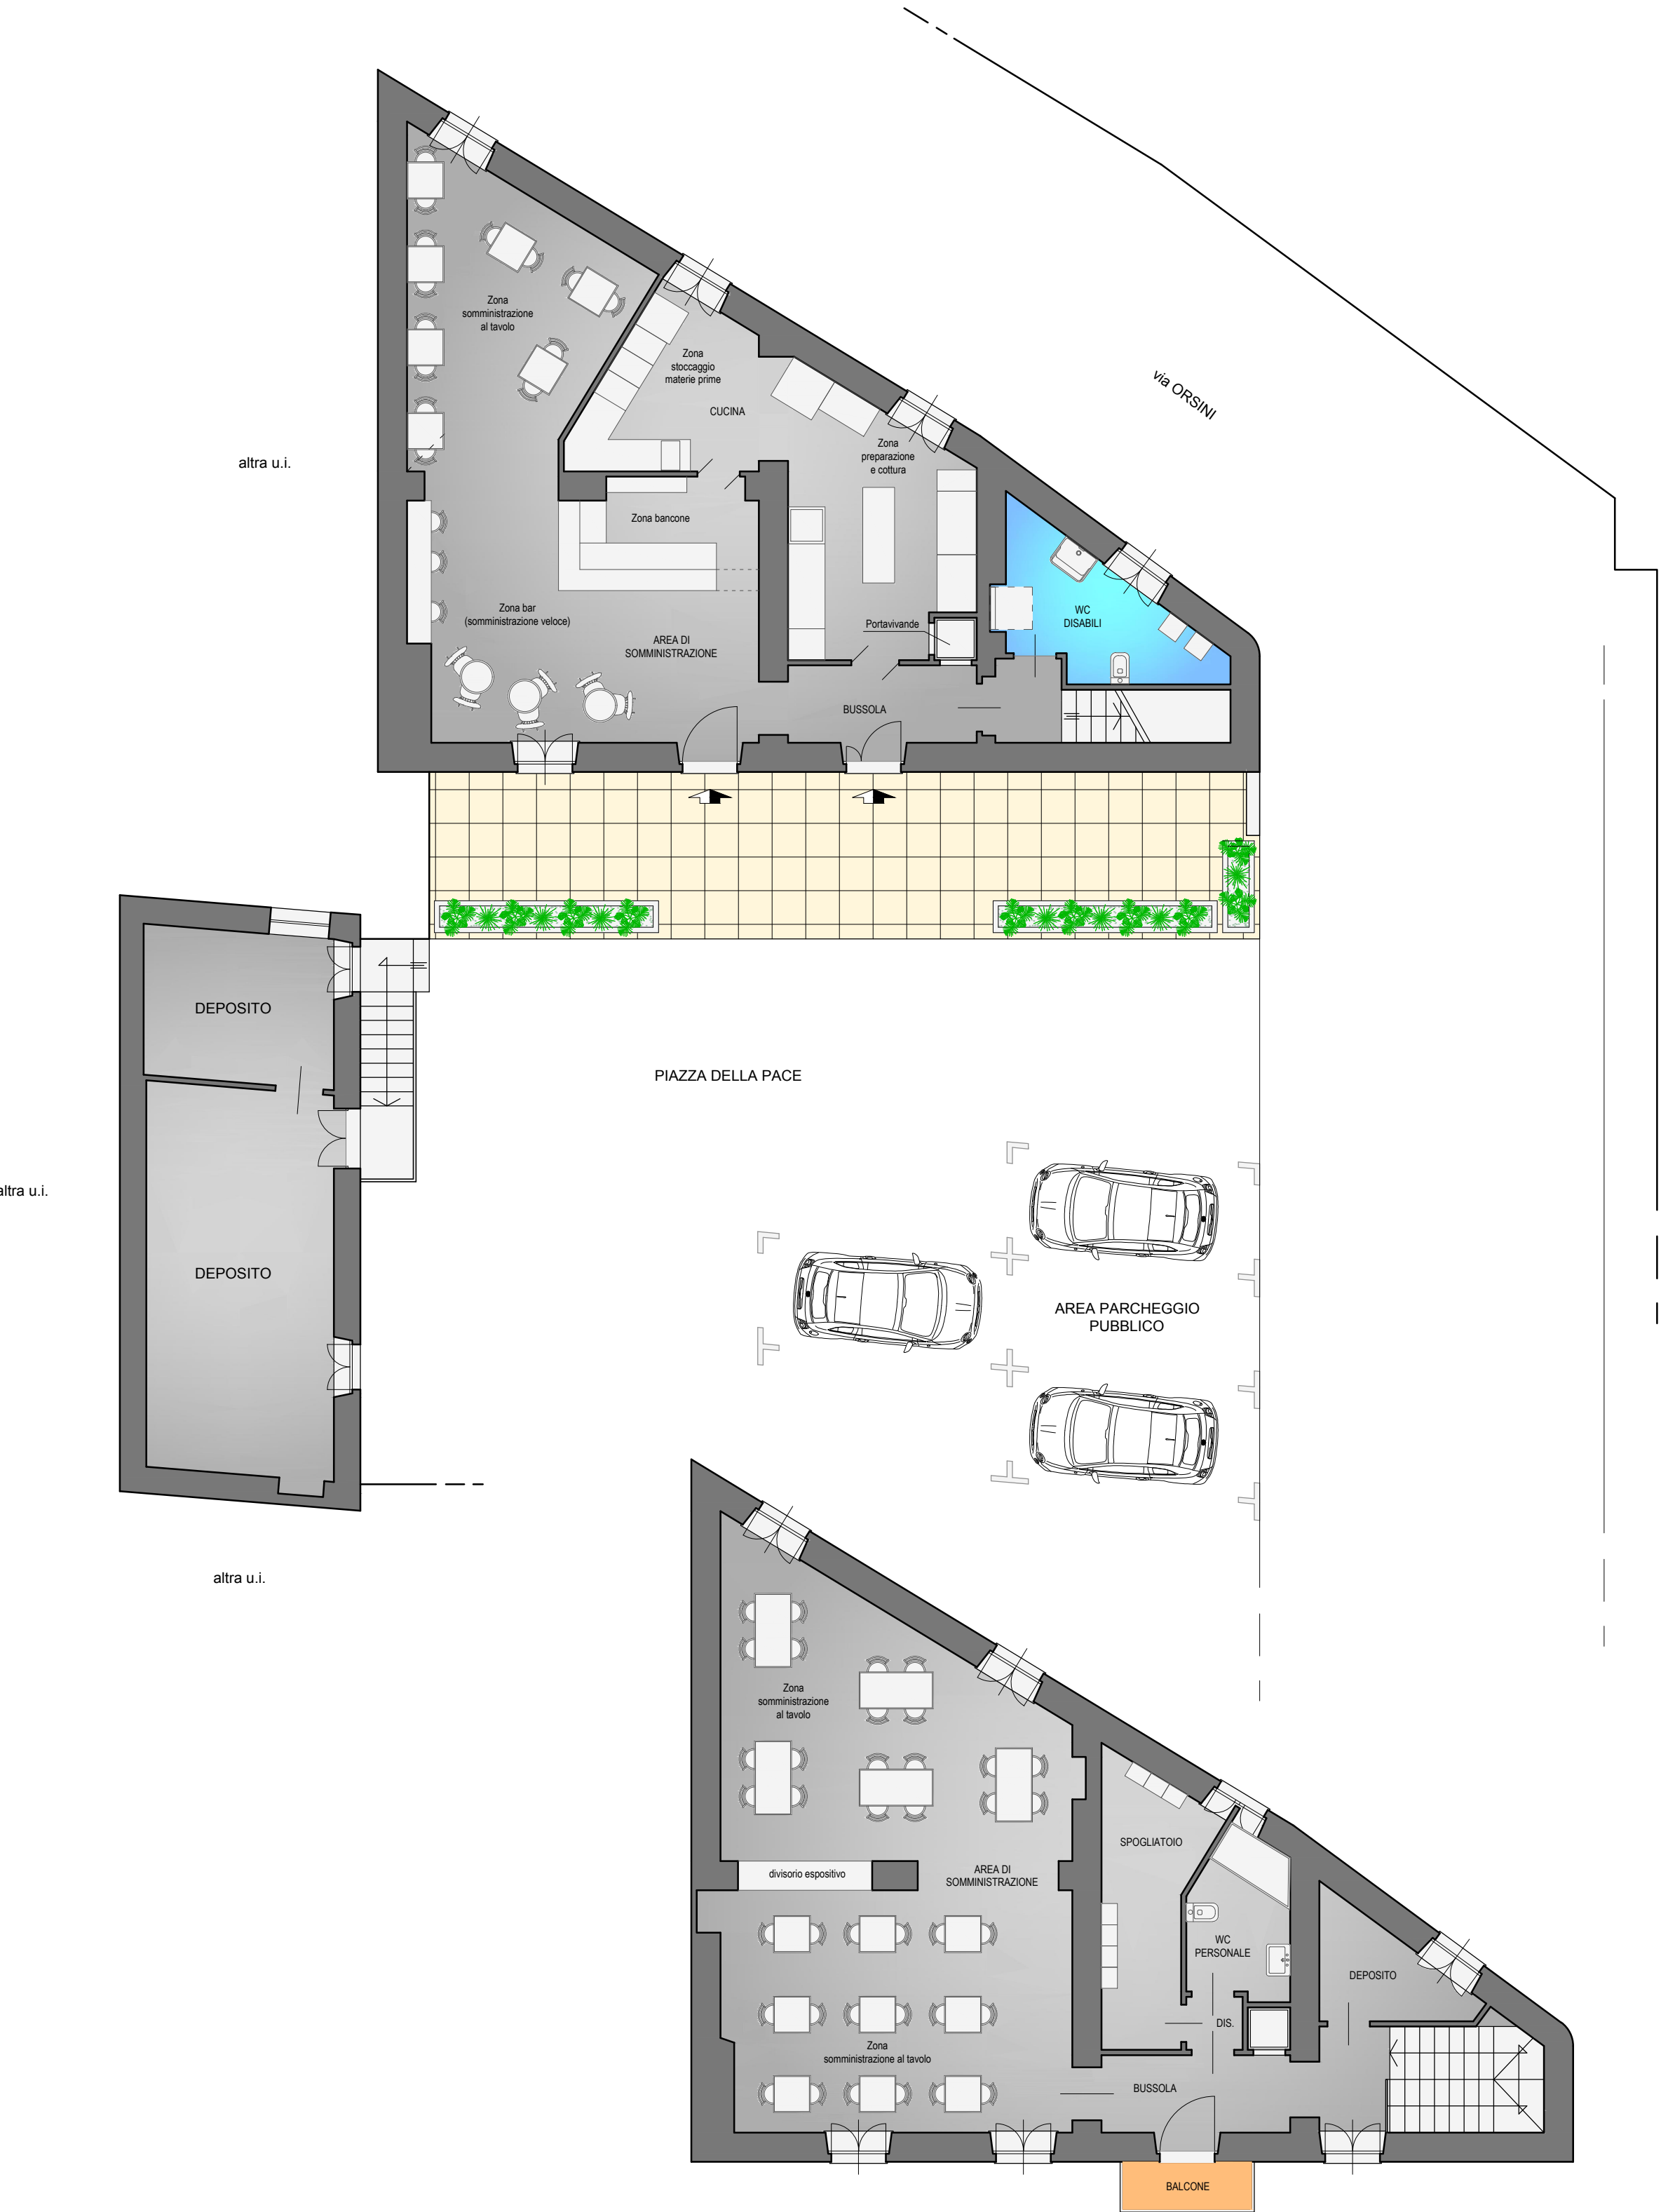 via ORSINI
altra u.i.
Zona
somministrazione
al tavolo
Zona
stoccaggio
materie prime
CUCINA
Zona
preparazione
e cottura
Zona bancone
Zona bar
(somministrazione veloce)
AREA DI
SOMMINISTRAZIONE
Portavivande
WC
DISABILI
BUSSOLA
DEPOSITO
PIAZZA DELLA PACE
altra u.i.
DEPOSITO
AREA PARCHEGGIO
PUBBLICO
altra u.i.
Zona
somministrazione
al tavolo
SPOGLIATOIO
divisorio espositivo
AREA DI
SOMMINISTRAZIONE
WC
PERSONALE
DEPOSITO
DIS.
Zona
somministrazione al tavolo
BUSSOLA
BALCONE